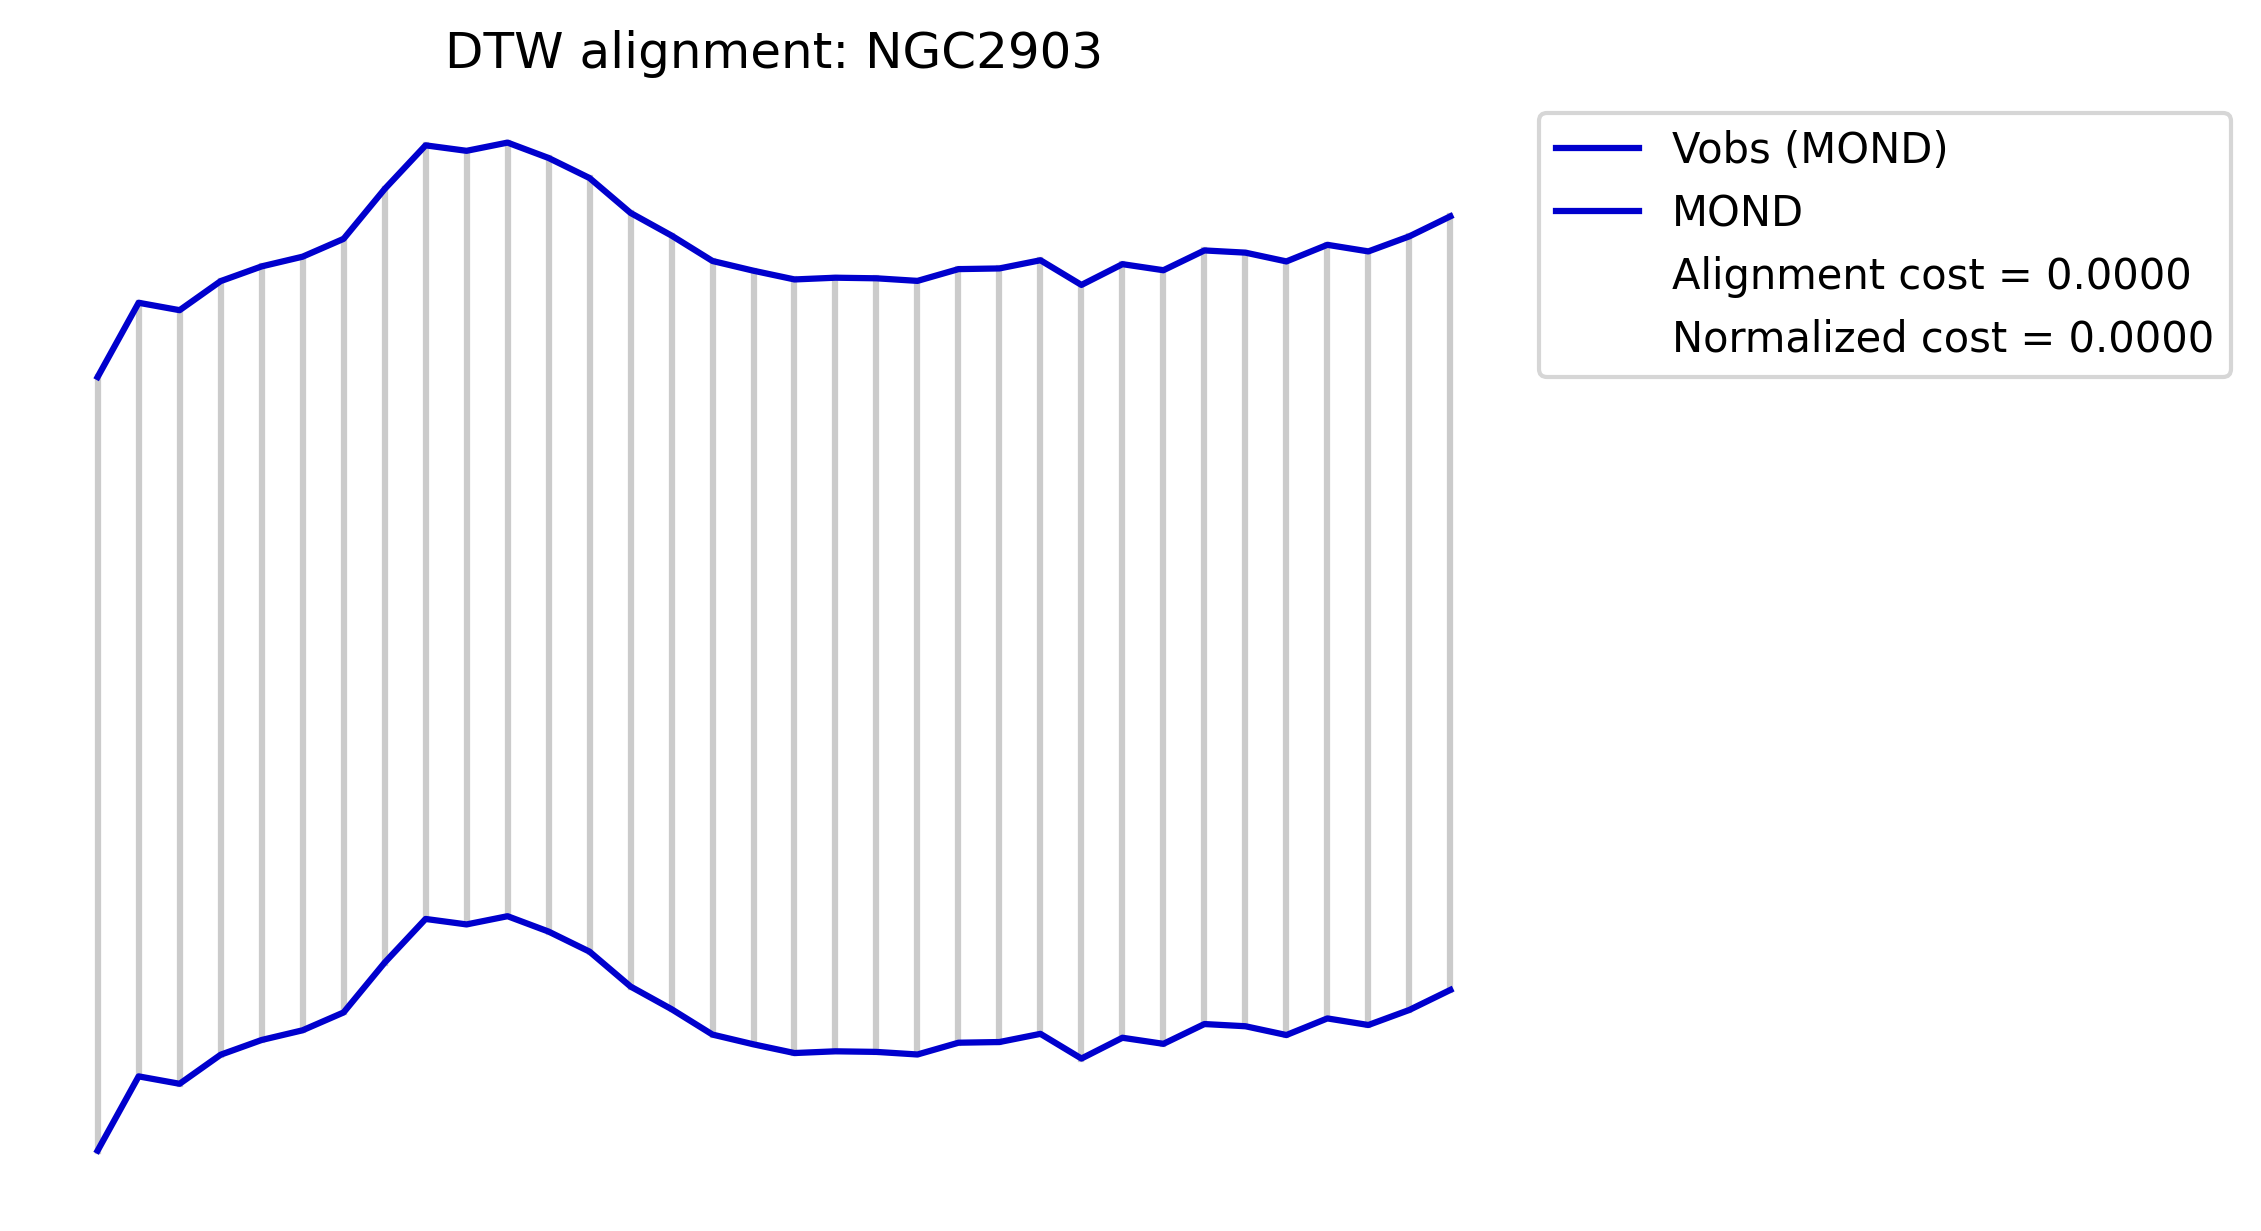 DTW alignment: NGC2903
Vobs (MOND)
MOND
Alignment cost = 0.0000
Normalized cost = 0.0000